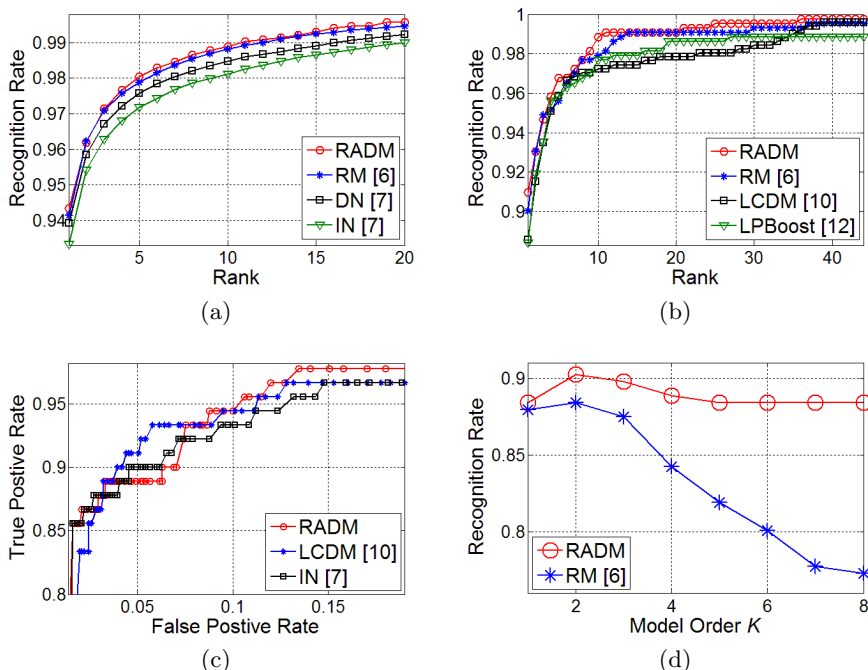 0.99
0.98
0.97
0.96
0.95
0.94
Recognition Rate
5
10
15
20
Rank
RADM
RM [6]
DN [7]
IN [7]
(a)
1
0.98
0.96
0.94
0.92
0.9
Recognition Rate
10
20
30
40
Rank
RADM
RM [6]
LCDM [10]
LPBoost [12]
(b)
0.95
0.9
0.85
0.8
True Postive Rate
0.05
0.1
0.15
False Postive Rate
RADM
LCDM [10]
IN [7]
(c)
0.9
0.85
0.8
Recognition Rate
2
4
6
8
Model Order K
RADM
RM [6]
(d)